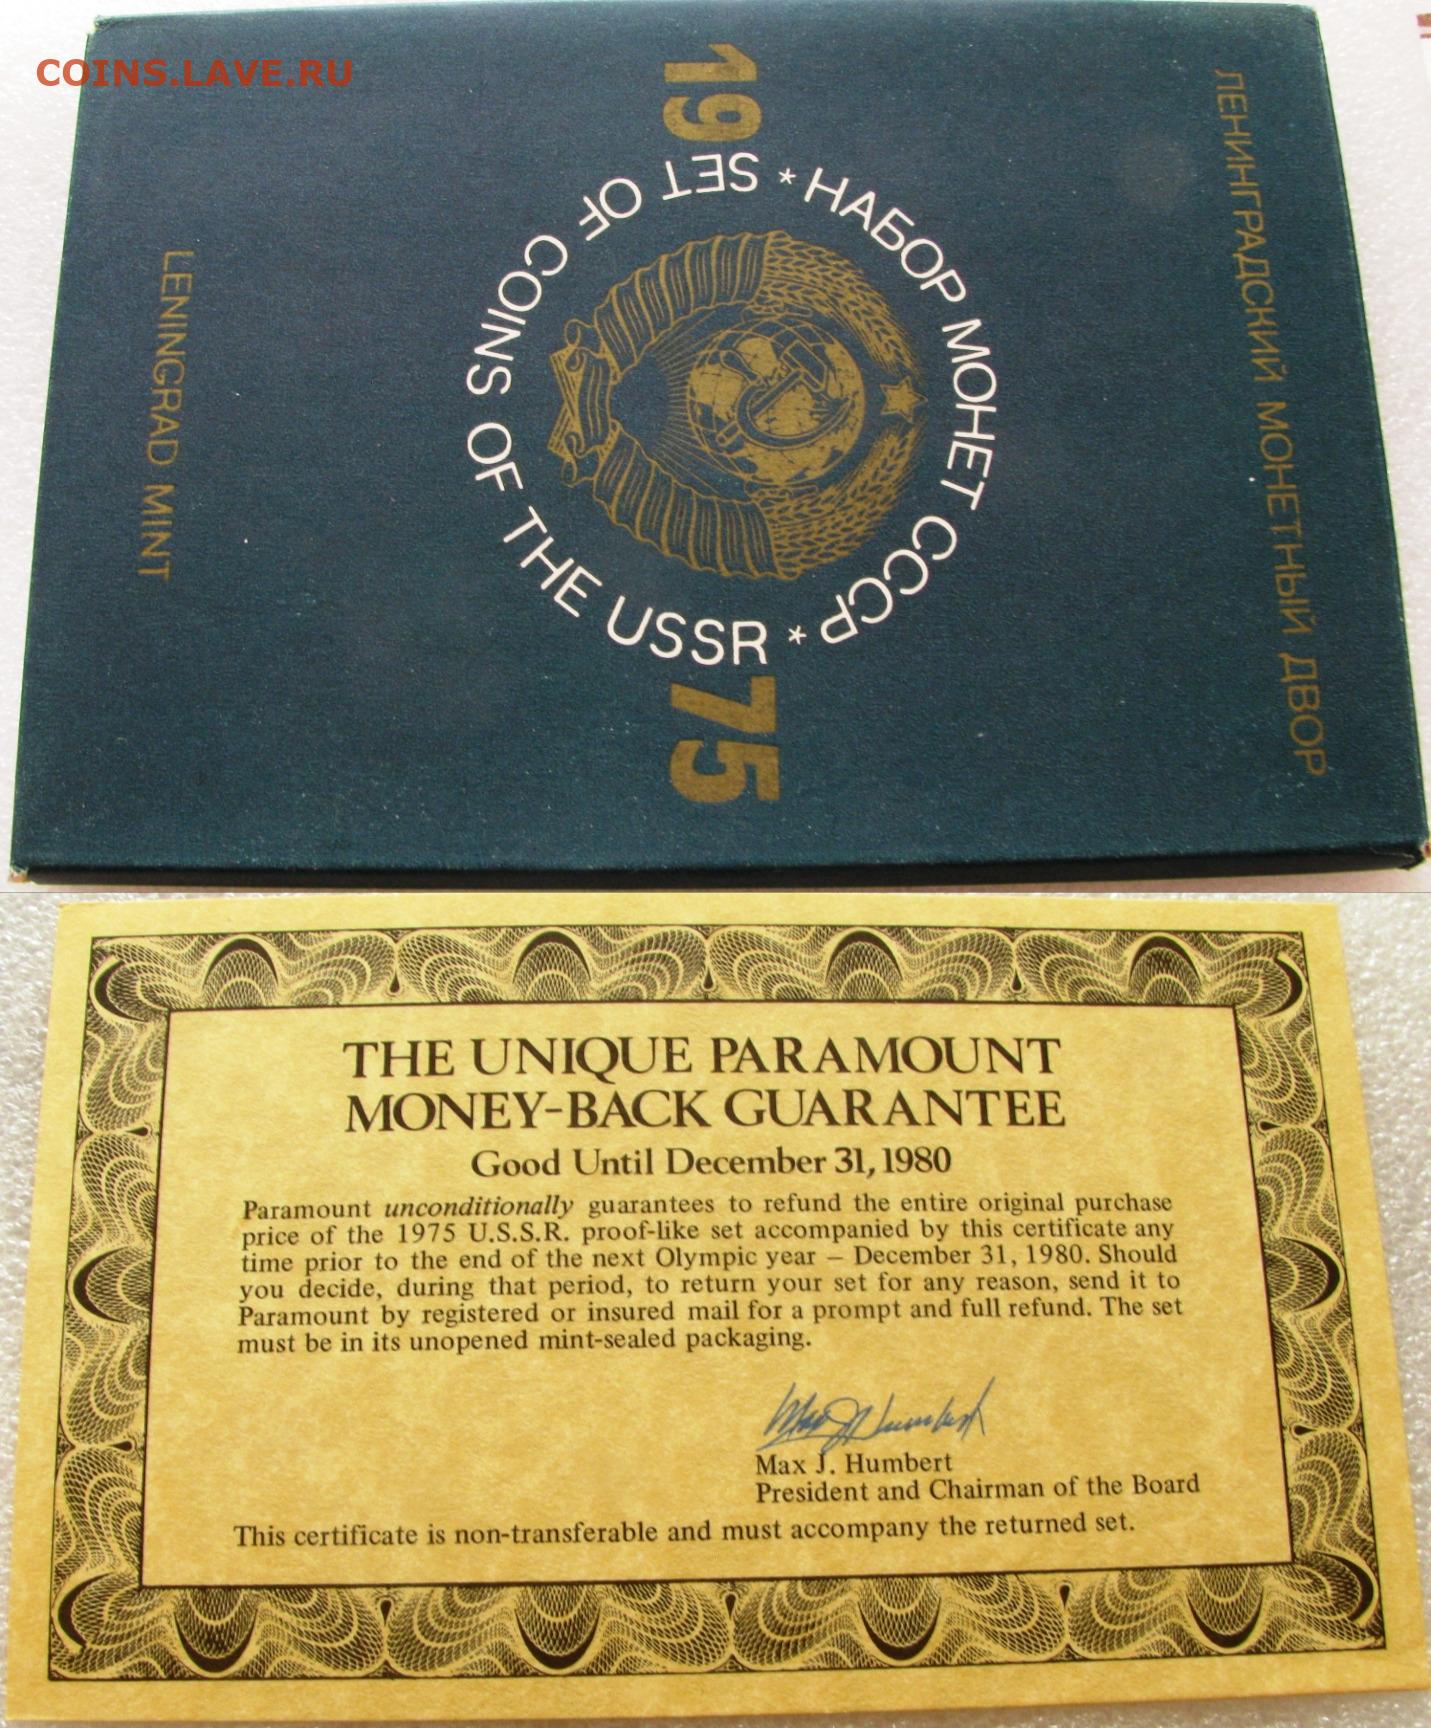 COINS.LAVE.RU
ЛЕНИНГРАДСКИЙ МОНЕТНЫЙ ДВОР
19
* НАБОР МОНЕТ СССР *
SET OF COINS OF THE USSR
75
LENINGRAD MINT
THE UNIQUE PARAMOUNT
MONEY-BACK GUARANTEE
Good Until December 31, 1980
Paramount unconditionally guarantees to refund the entire original purchase
price of the 1975 U.S.S.R. proof-like set accompanied by this certificate any
time prior to the end of the next Olympic year – December 31, 1980. Should
you decide, during that period, to return your set for any reason, send it to
Paramount by registered or insured mail for a prompt and full refund. The set
must be in its unopened mint-sealed packaging.
Max J. Humbert
Max J. Humbert
President and Chairman of the Board
This certificate is non-transferable and must accompany the returned set.